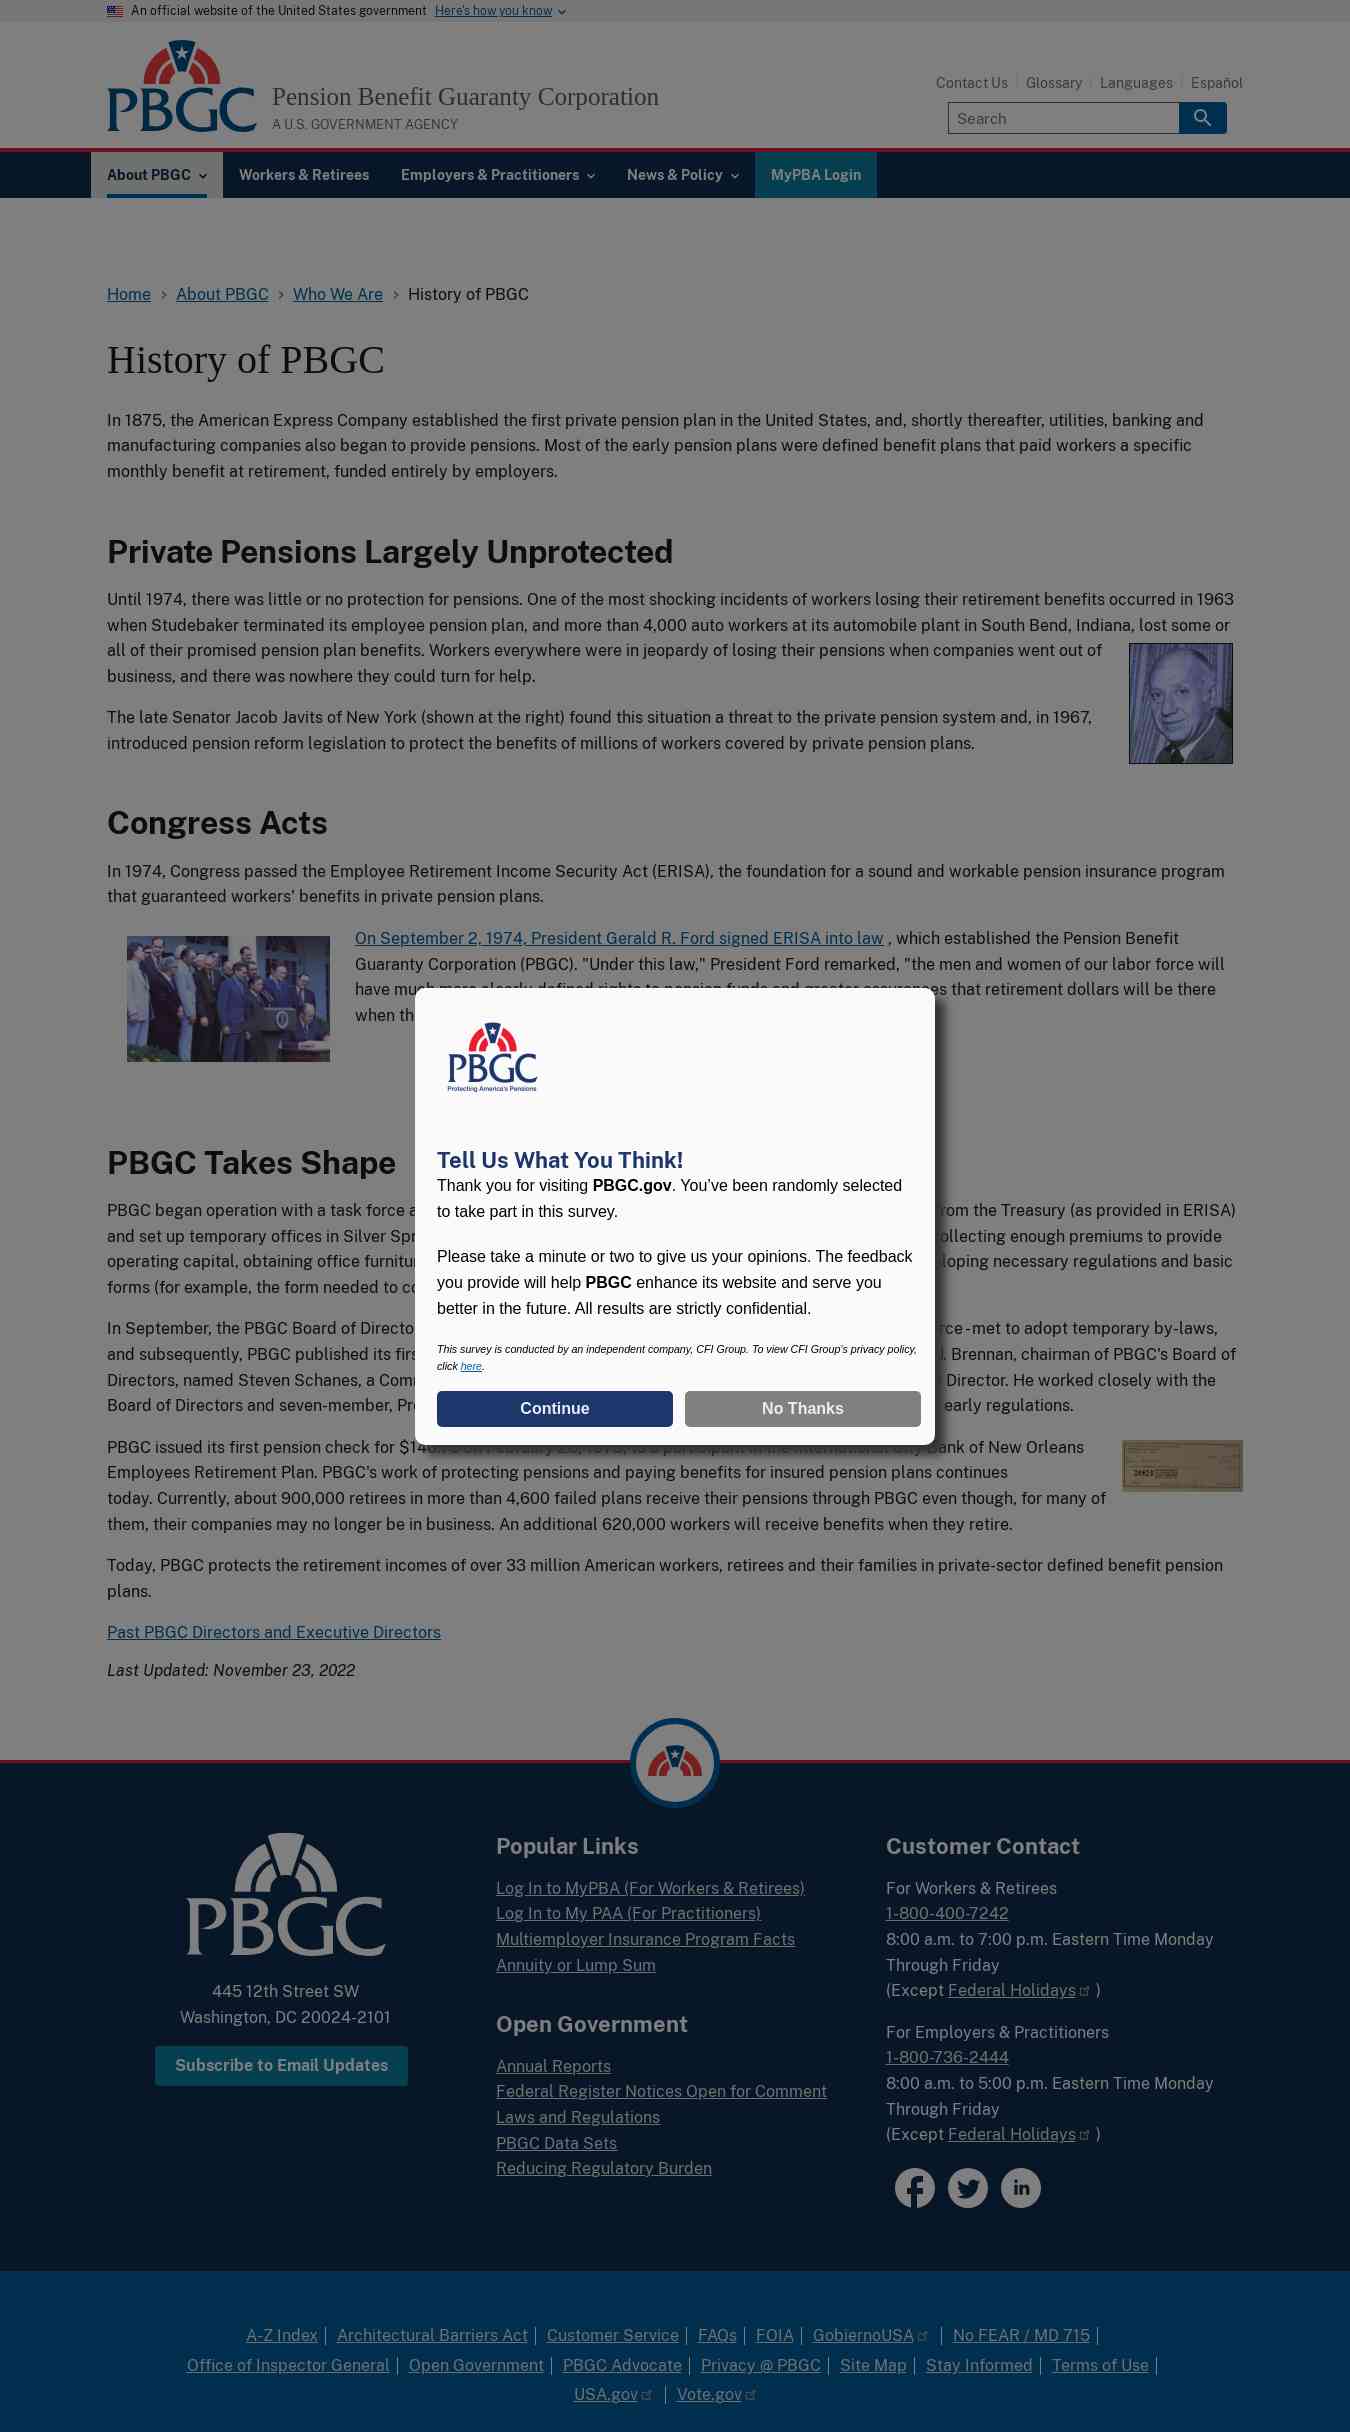 An official website of the United States government Here's how you know
PBGC
Pension Benefit Guaranty Corporation
A U.S. GOVERNMENT AGENCY
Contact Us Glossary Languages Español
Search
About PBGC Workers & Retirees Employers & Practitioners News & Policy MyPBA Login
Home > About PBGC > Who We Are > History of PBGC
History of PBGC
In 1875, the American Express Company established the first private pension plan in the United States, and, shortly thereafter, utilities, banking and
manufacturing companies also began to provide pensions. Most of the early pension plans were defined benefit plans that paid workers a specific
monthly benefit at retirement, funded entirely by employers.
Private Pensions Largely Unprotected
Until 1974, there was little or no protection for pensions. One of the most shocking incidents of workers losing their retirement benefits occurred in 1963
when Studebaker terminated its employee pension plan, and more than 4,000 auto workers at its automobile plant in South Bend, Indiana, lost some or
all of their promised pension plan benefits. Workers everywhere were in jeopardy of losing their pensions when companies went out of
business, and there was nowhere they could turn for help.
The late Senator Jacob Javits of New York (shown at the right) found this situation a threat to the private pension system and, in 1967,
introduced pension reform legislation to protect the benefits of millions of workers covered by private pension plans.
Congress Acts
In 1974, Congress passed the Employee Retirement Income Security Act (ERISA), the foundation for a sound and workable pension insurance program
that guaranteed workers' benefits in private pension plans.
On September 2, 1974, President Gerald R. Ford signed ERISA into law , which established the Pension Benefit
Guaranty Corporation (PBGC). "Under this law," President Ford remarked, "the men and women of our labor force will
have much more clearly defined rights to pension funds and greater assurances that retirement dollars will be there
when th
PBGC
Protecting America's Pensions
Tell Us What You Think!
Thank you for visiting PBGC.gov. You've been randomly selected
to take part in this survey.
Please take a minute or two to give us your opinions. The feedback
you provide will help PBGC enhance its website and serve you
better in the future. All results are strictly confidential.
This survey is conducted by an independent company, CFI Group. To view CFI Group's privacy policy,
click here.
Continue No Thanks
PBGC Takes Shape
PBGC began operation with a task force a rom the Treasury (as provided in ERISA)
and set up temporary offices in Silver Spr ollecting enough premiums to provide
operating capital, obtaining office furnitur loping necessary regulations and basic
forms (for example, the form needed to co
In September, the PBGC Board of Directo rce - met to adopt temporary by-laws,
and subsequently, PBGC published its firs . Brennan, chairman of PBGC's Board of
Directors, named Steven Schanes, a Com Director. He worked closely with the
Board of Directors and seven-member, Pre early regulations.
PBGC issued its first pension check for ank of New Orleans
Employees Retirement Plan. PBGC's work of protecting pensions and paying benefits for insured pension plans continues
today. Currently, about 900,000 retirees in more than 4,600 failed plans receive their pensions through PBGC even though, for many of
them, their companies may no longer be in business. An additional 620,000 workers will receive benefits when they retire.
Today, PBGC protects the retirement incomes of over 33 million American workers, retirees and their families in private-sector defined benefit pension
plans.
Past PBGC Directors and Executive Directors
Last Updated: November 23, 2022
PBGC
445 12th Street SW
Washington, DC 20024-2101
Subscribe to Email Updates
Popular Links
Log In to MyPBA (For Workers & Retirees)
Log In to My PAA (For Practitioners)
Multiemployer Insurance Program Facts
Annuity or Lump Sum
Open Government
Annual Reports
Federal Register Notices Open for Comment
Laws and Regulations
PBGC Data Sets
Reducing Regulatory Burden
Customer Contact
For Workers & Retirees
1-800-400-7242
8:00 a.m. to 7:00 p.m. Eastern Time Monday
Through Friday
(Except Federal Holidays )
For Employers & Practitioners
1-800-736-2444
8:00 a.m. to 5:00 p.m. Eastern Time Monday
Through Friday
(Except Federal Holidays )
A-Z Index Architectural Barriers Act Customer Service FAQs FOIA GobiernoUSA No FEAR / MD 715
Office of Inspector General Open Government PBGC Advocate Privacy @ PBGC Site Map Stay Informed Terms of Use
USA.gov Vote.gov